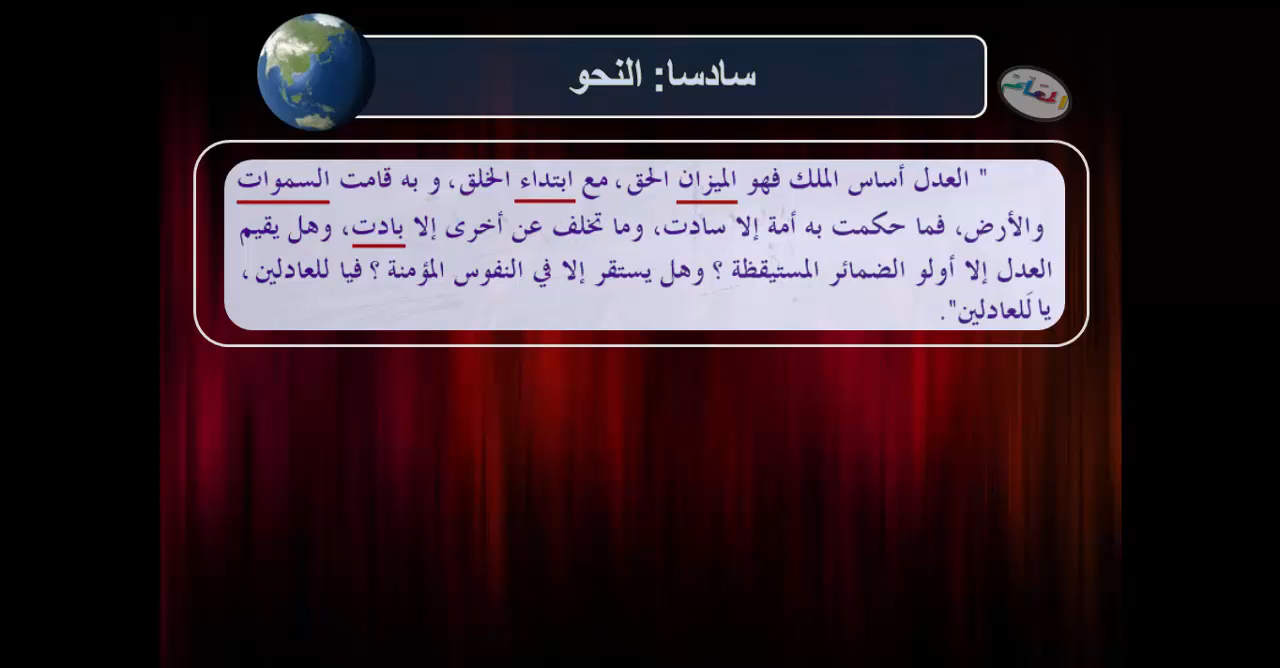 سادسا: النحو
المعلم
" العدل أساس الملك فهو الميزان الحق، مع ابتداء الخلق، و به قامت السموات
والأرض، فما حكمت به أمة إلا سادت، وما تخلف عن أخرى إلا بادت، وهل يقيم
العدل إلا أولو الضمائر المستيقظة ؟ وهل يستقر إلا في النفوس المؤمنة ؟ فيا للعادلين،
يا لَلعادلين".